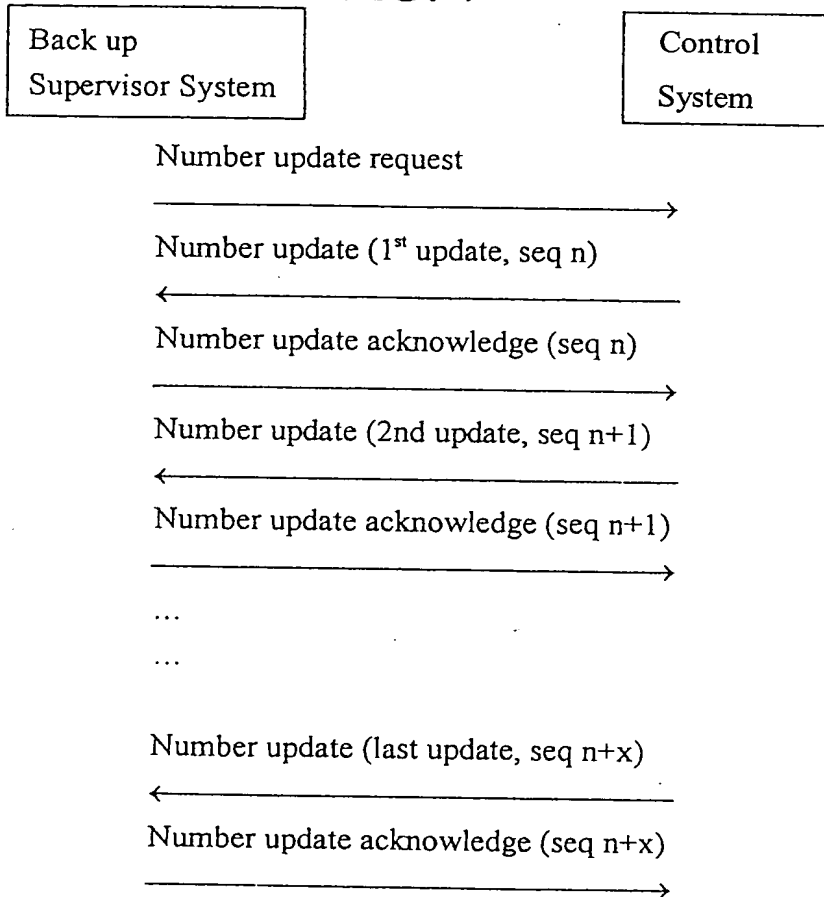 Back up
Supervisor System
Control
System
Number update request
Number update (1st update, seq n)
Number update acknowledge (seq n)
Number update (2nd update, seq n+1)
Number update acknowledge (seq n+1)
...
...
Number update (last update, seq n+x)
Number update acknowledge (seq n+x)